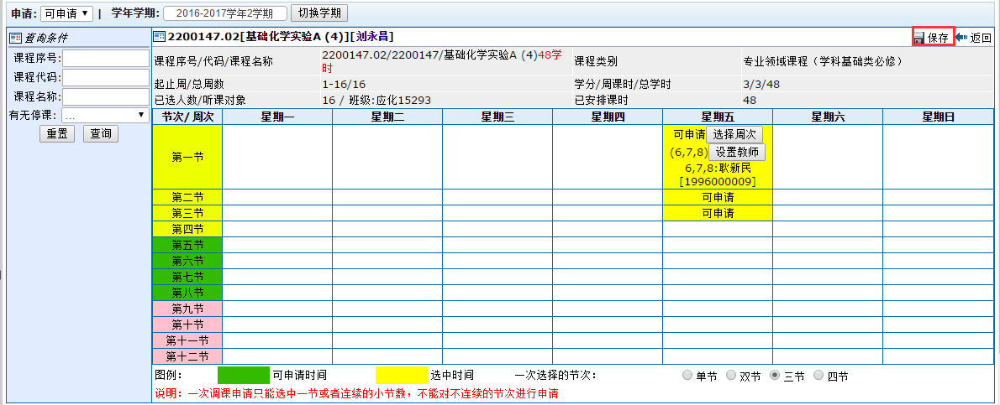 申请: 可申请 | 学年学期: 2016-2017学年2学期 切换学期
查询条件
课程序号:
课程代码:
课程名称:
有无停课: ...
重置 查询
2200147.02[基础化学实验A (4)][刘永昌] 保存 返回
课程序号/代码/课程名称 2200147.02/2200147/基础化学实验A (4)48学时 课程类别 专业领域课程（学科基础类必修）
起止周/总周数 1-16/16 学分/周课时/总学时 3/3/48
已选人数/听课对象 16 / 班级:应化15293 已安排课时 48
节次/周次 星期一 星期二 星期三 星期四 星期五 星期六 星期日
第一节
可申请 选择周次
(6,7,8) 设置教师
6,7,8:耿新民
[1996000009]
第二节 可申请
第三节 可申请
第四节
第五节
第六节
第七节
第八节
第九节
第十节
第十一节
第十二节
图例： 可申请时间 选中时间 一次选择的节次: 单节 双节 三节 四节
说明：一次调课申请只能选中一节或者连续的小节数，不能对不连续的节次进行申请